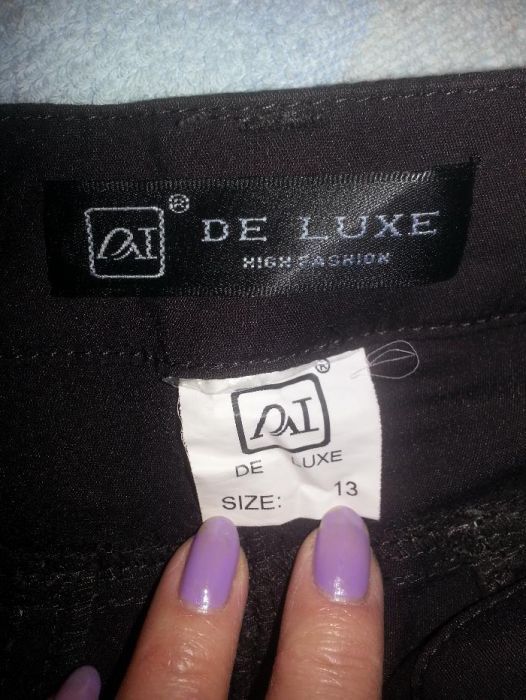 ® DE LUXE
HIGH FASHION
®
DE LUXE
SIZE: 13